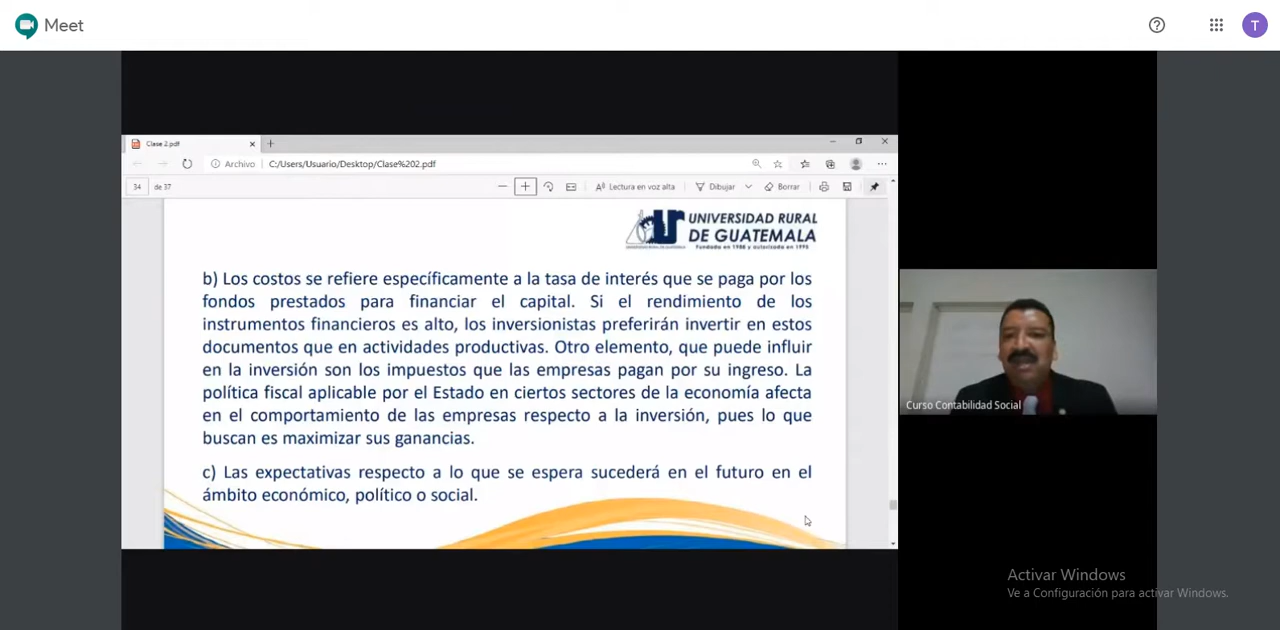 Meet
T
Clase 2.pdf
Archivo
C:/Users/Usuario/Desktop/Clase%202.pdf
34
de 37
Lectura en voz alta
Dibujar
Borrar
UNIVERSIDAD RURAL
DE GUATEMALA
Fundada en 1986 y autorizada en 1995
b) Los costos se refiere específicamente a la tasa de interés que se paga por los
fondos prestados para financiar el capital. Si el rendimiento de los
instrumentos financieros es alto, los inversionistas preferirán invertir en estos
documentos que en actividades productivas. Otro elemento, que puede influir
en la inversión son los impuestos que las empresas pagan por su ingreso. La
política fiscal aplicable por el Estado en ciertos sectores de la economía afecta
en el comportamiento de las empresas respecto a la inversión, pues lo que
buscan es maximizar sus ganancias.
c) Las expectativas respecto a lo que se espera sucederá en el futuro en el
ámbito económico, político o social.
Curso Contabilidad Social
Activar Windows
Ve a Configuración para activar Windows.